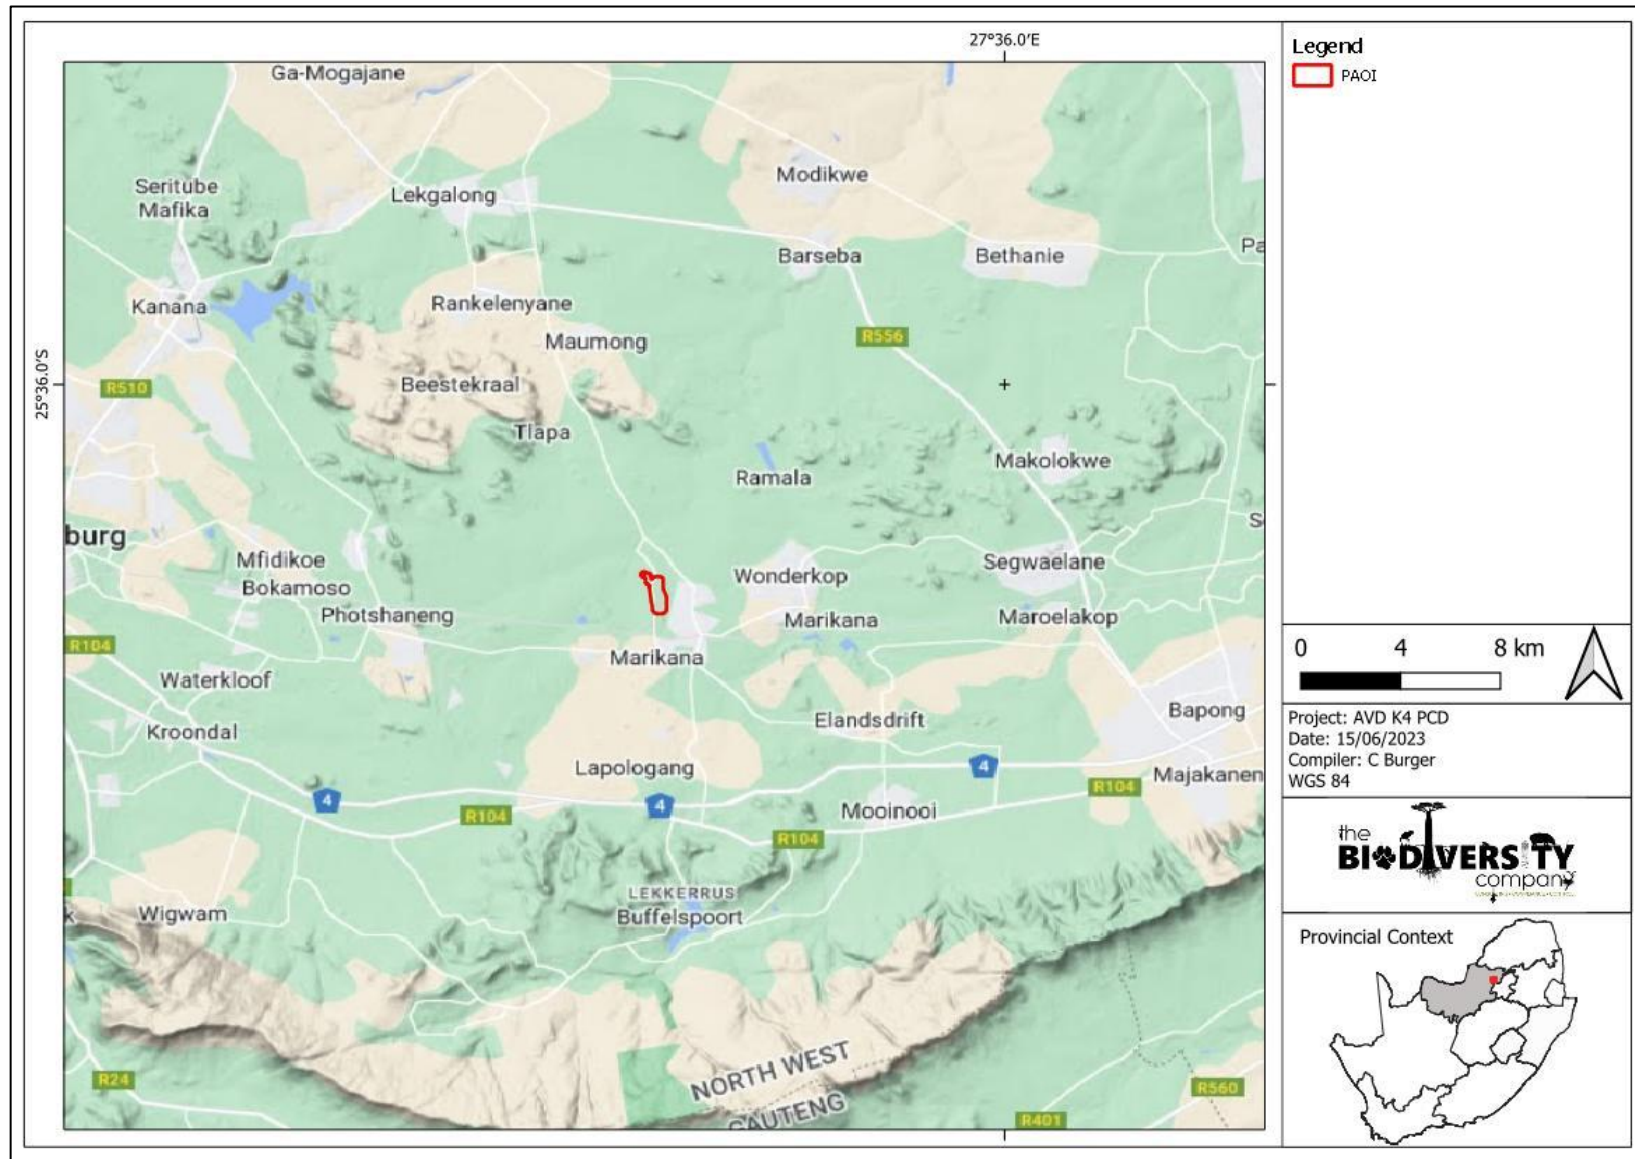 27°36.0'E
25°36.0'S
Ga-Mogajane
Modikwe
Seritube
Mafika
Lekgalong
Barseba
Bethanie
Pa
Kanana
Rankelenyane
Maumong
R556
R510
Beestekraal
Tlapa
Makolokwe
Ramala
burg
S
Mfidikoe
Bokamoso
Wonderkop
Segwaelane
Photshaneng
Marikana
Maroelakop
R104
Marikana
Waterkloof
Elandsdrift
Bapong
Kroondal
Lapologang
4
Majakanen
4
4
R104
R104
Mooinooi
R104
LEKKERRUS
Buffelspoort
k
Wigwam
NORTH WEST
GAUTENG
R24
R560
R401
Legend
PAOI
0 4 8 km
Project: AVD K4 PCD
Date: 15/06/2023
Compiler: C Burger
WGS 84
the
BIODIVERSITY
company
Provincial Context